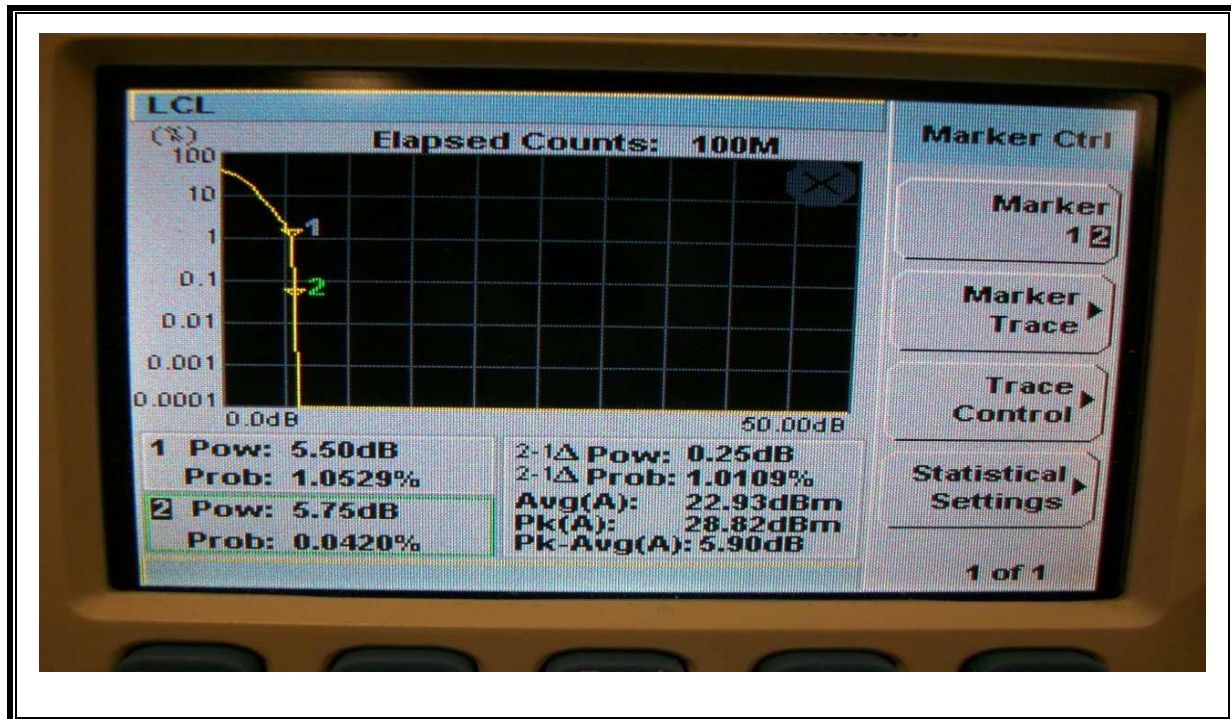 LCL
(%)
Elapsed Counts: 100M
100
10
1
0.1
0.01
0.001
0.0001
1
2
0.0dB
50.00dB
1 Pow: 5.50dB
Prob: 1.0529%
2 Pow: 5.75dB
Prob: 0.0420%
2-1Δ Pow: 0.25dB
2-1Δ Prob: 1.0109%
Avg(A): 22.93dBm
Pk(A): 28.82dBm
Pk-Avg(A): 5.90dB
Marker Ctrl
Marker
1 2
Marker
Trace
Trace
Control
Statistical
Settings
1 of 1